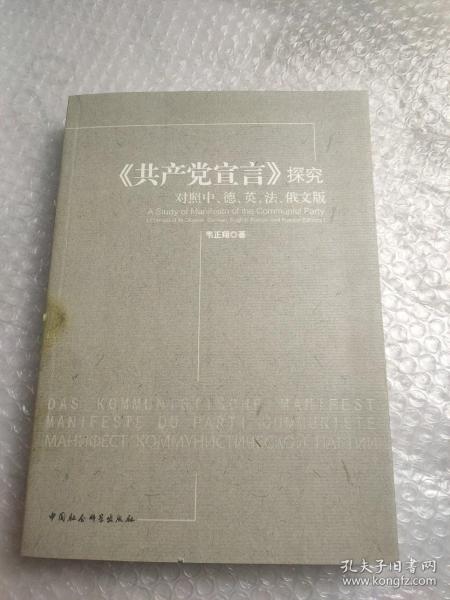 《共产党宣言》探究
对照中、德、英、法、俄文版
A Study of Manifesto of the Communist Party
韦正翔©著
DAS KOMMUNISTISCHE MANIFEST
MANIFESTE DU PARTI COMMUNISTE
МАНИФЕСТ КОММУНИСТИЧЕСКОЙ ПАРТИИ
中国社会科学出版社
孔夫子旧书网
www.kongfz.com